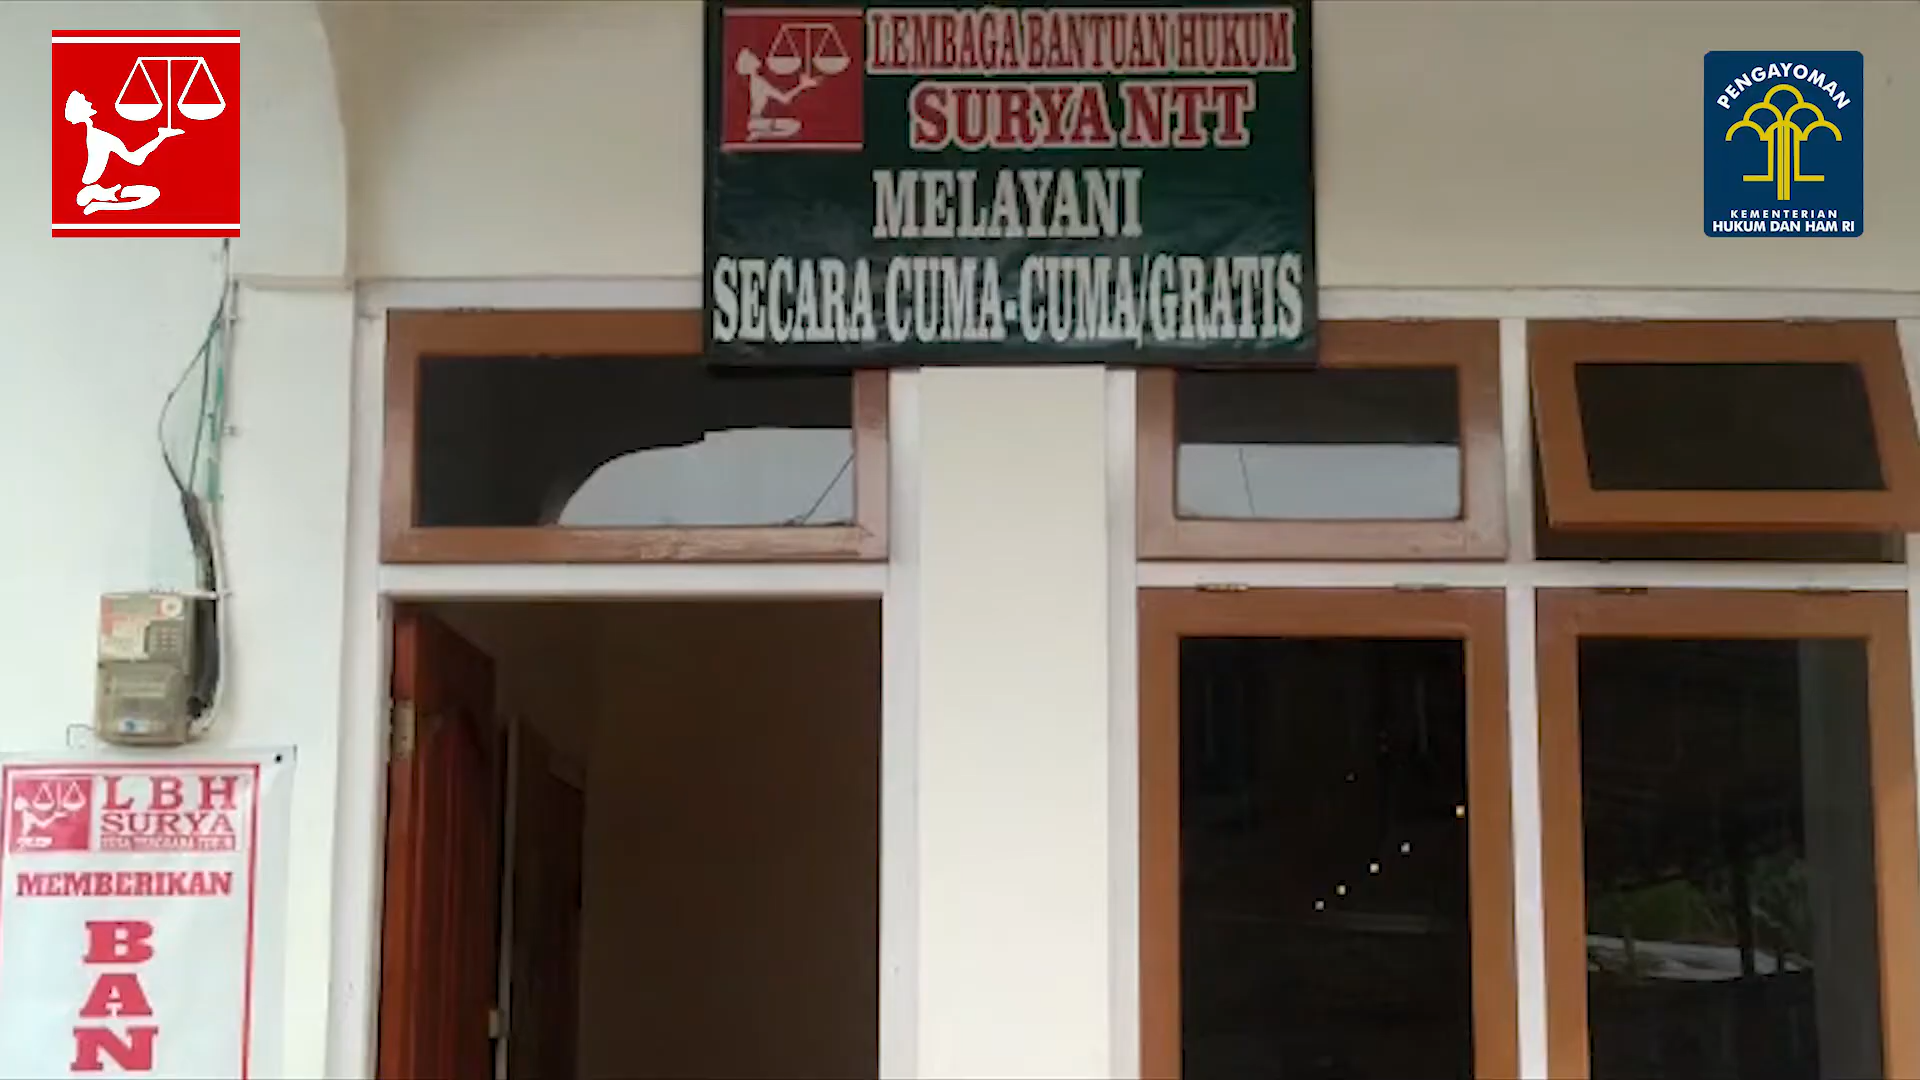 LEMBAGA BANTUAN HUKUM
SURYA NTT
MELAYANI
SECARA CUMA-CUMA/GRATIS
PENGAYOMAN
KEMENTERIAN
HUKUM DAN HAM RI
LBH
SURYA
MEMBERIKAN
BAN